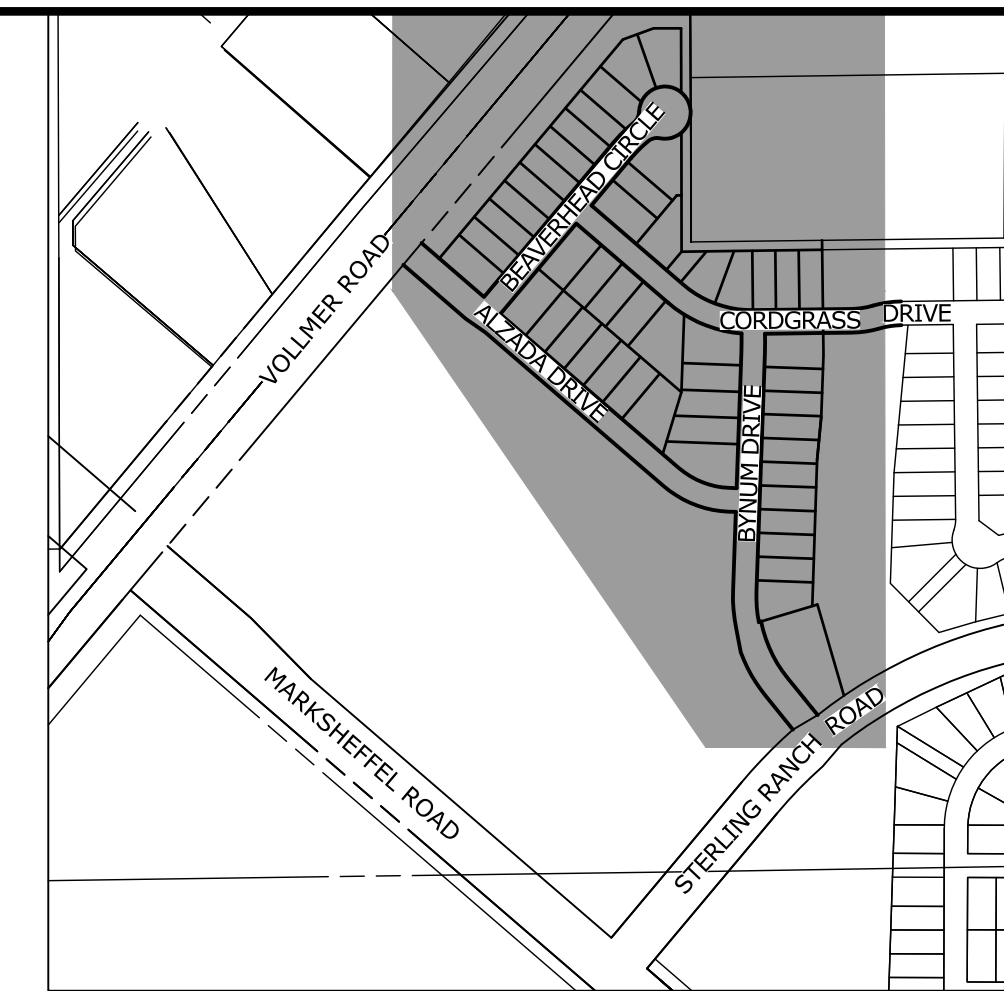 BEAVERHEAD CIRCLE
VOLLMER ROAD
ALZADA DRIVE
CORDGRASS DRIVE
BYNUM DRIVE
MARKSHEFFEL ROAD
STERLING RANCH ROAD